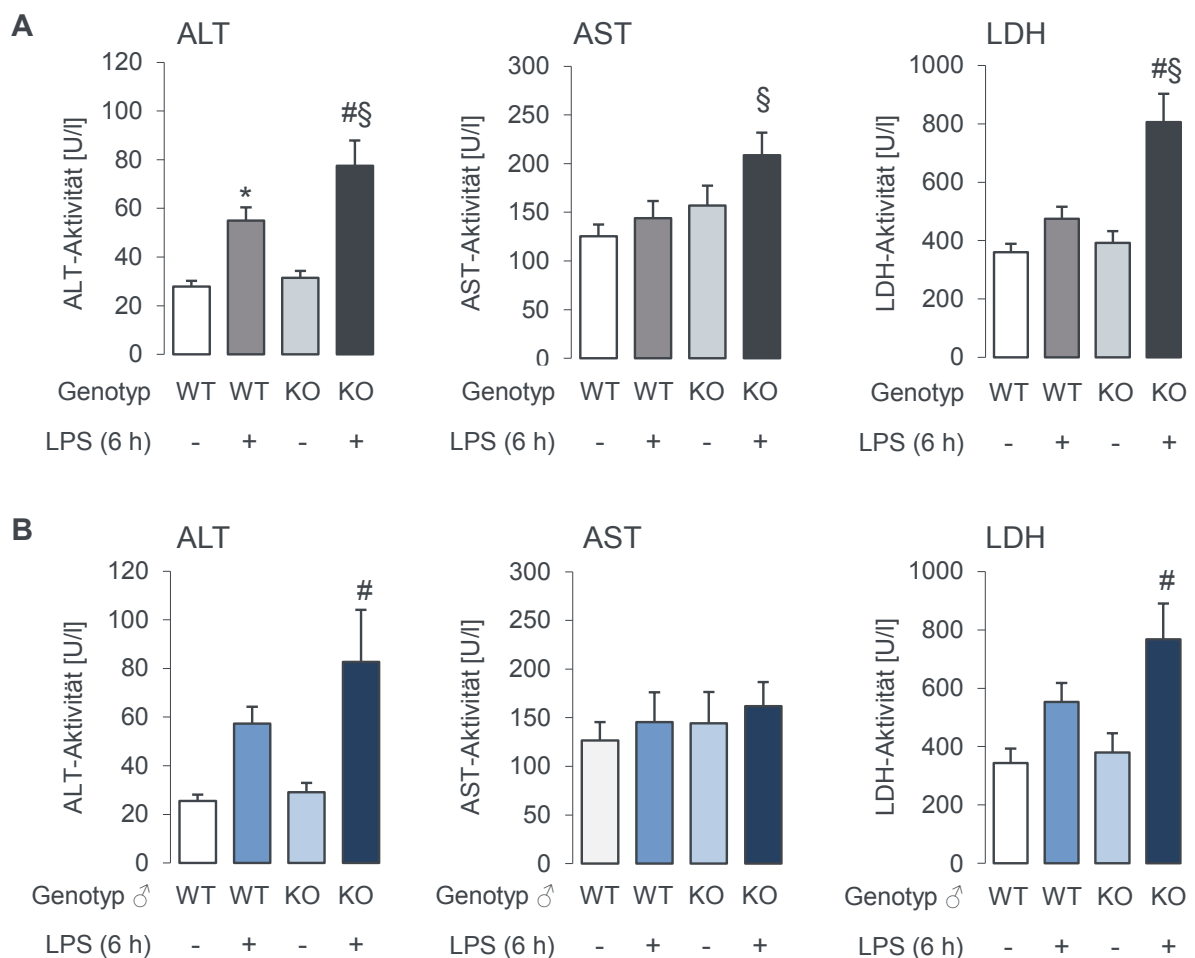 A
ALT
ALT-Aktivität [U/l]
120
100
80
60
40
20
0
*
#§
Genotyp WT WT KO KO
LPS (6 h) - + - +
AST
AST-Aktivität [U/l]
300
250
200
150
100
50
0
§
Genotyp WT WT KO KO
LPS (6 h) - + - +
LDH
LDH-Aktivität [U/l]
1000
800
600
400
200
0
#§
Genotyp WT WT KO KO
LPS (6 h) - + - +
B
ALT
ALT-Aktivität [U/l]
120
100
80
60
40
20
0
#
Genotyp ♂ WT WT KO KO
LPS (6 h) - + - +
AST
AST-Aktivität [U/l]
300
250
200
150
100
50
0
Genotyp ♂ WT WT KO KO
LPS (6 h) - + - +
LDH
LDH-Aktivität [U/l]
1000
800
600
400
200
0
#
Genotyp ♂ WT WT KO KO
LPS (6 h) - + - +